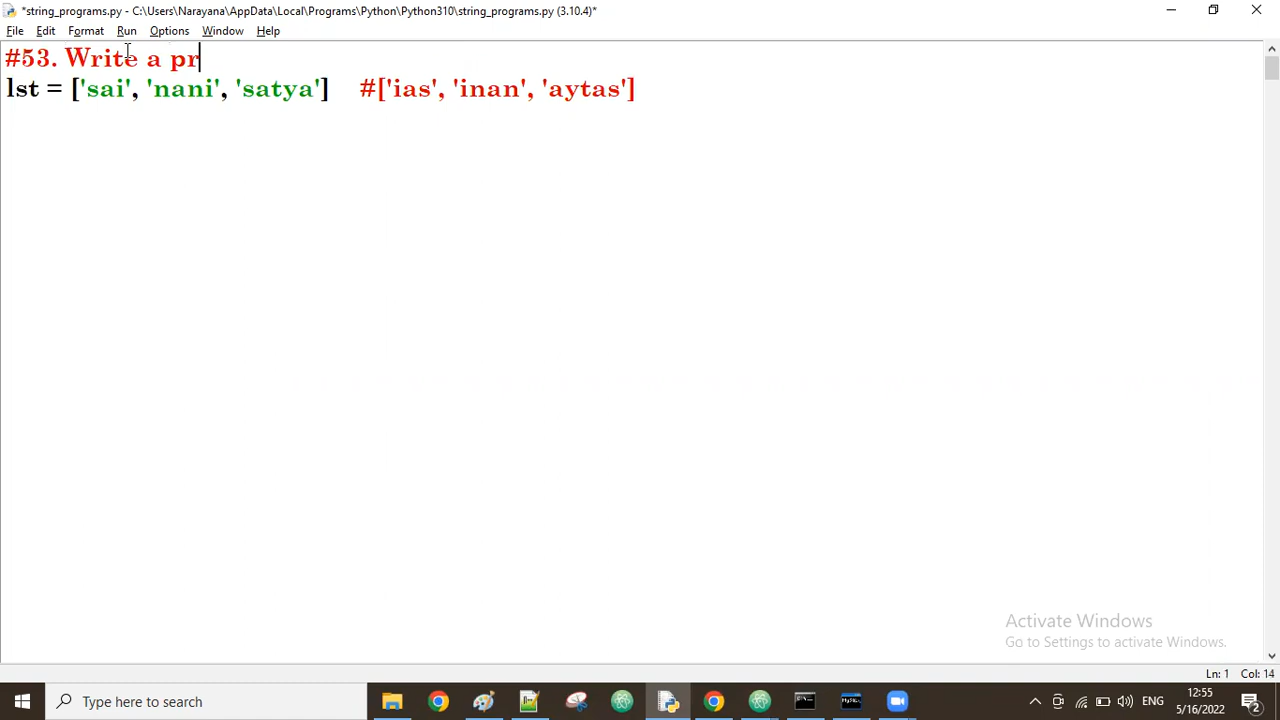 *string_programs.py - C:\Users\Narayana\AppData\Local\Programs\Python\Python310\string_programs.py (3.10.4)*
File Edit Format Run Options Window Help
#53. Write a pr
lst = ['sai', 'nani', 'satya'] #['ias', 'inan', 'aytas']
Activate Windows
Go to Settings to activate Windows.
Ln: 1 Col: 14
Type here to search
ENG
12:55
5/16/2022
2